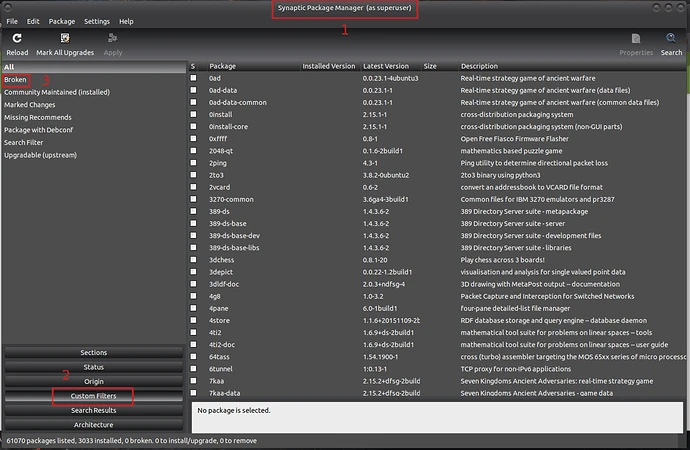 Synaptic Package Manager (as superuser)
1
File Edit Package Settings Help
Reload Mark All Upgrades Apply Properties Search
All
Broken
3
Community Maintained (installed)
Marked Changes
Missing Recommends
Package with Debconf
Search Filter
Upgradable (upstream)
2
Sections
Status
Origin
Custom Filters
Search Results
Architecture
S Package Installed Version Latest Version Size Description
0ad 0.0.23.1-4ubuntu3 Real-time strategy game of ancient warfare
0ad-data 0.0.23.1-1 Real-time strategy game of ancient warfare (data files)
0ad-data-common 0.0.23.1-1 Real-time strategy game of ancient warfare (common data files)
0install 2.15.1-1 cross-distribution packaging system
0install-core 2.15.1-1 cross-distribution packaging system (non-GUI parts)
0xffff 0.8-1 Open Free Fiasco Firmware Flasher
2048-qt 0.1.6-2build1 mathematics based puzzle game
2ping 4.3-1 Ping utility to determine directional packet loss
2to3 3.8.2-0ubuntu2 2to3 binary using python3
2vcard 0.6-2 convert an addressbook to VCARD file format
3270-common 3.6ga4-3build1 Common files for IBM 3270 emulators and pr3287
389-ds 1.4.3.6-2 389 Directory Server suite - metapackage
389-ds-base 1.4.3.6-2 389 Directory Server suite - server
389-ds-base-dev 1.4.3.6-2 389 Directory Server suite - development files
389-ds-base-libs 1.4.3.6-2 389 Directory Server suite - libraries
3dchess 0.8.1-20 Play chess across 3 boards!
3depict 0.0.22-1.2build1 visualisation and analysis for single valued point data
3dldf-doc 2.0.3+ndfsg-4 3D drawing with MetaPost output -- documentation
4g8 1.0-3.2 Packet Capture and Interception for Switched Networks
4pane 6.0-1build1 four-pane detailed-list file manager
4store 1.1.6+20151109-2b RDF database storage and query engine -- database daemon
4ti2 1.6.9+ds-2build1 mathematical tool suite for problems on linear spaces -- tools
4ti2-doc 1.6.9+ds-2build1 mathematical tool suite for problems on linear spaces -- user guide
64tass 1.54.1900-1 cross (turbo) assembler targeting the MOS 65xx series of micro processo
6tunnel 1:0.13-1 TCP proxy for non-IPv6 applications
7kaa 2.15.2+dfsg-2build Seven Kingdoms Ancient Adversaries: real-time strategy game
7kaa-data 2.15.2+dfsg-2build Seven Kingdoms Ancient Adversaries - game data
No package is selected.
61070 packages listed, 3033 installed, 0 broken. 0 to install/upgrade, 0 to remove